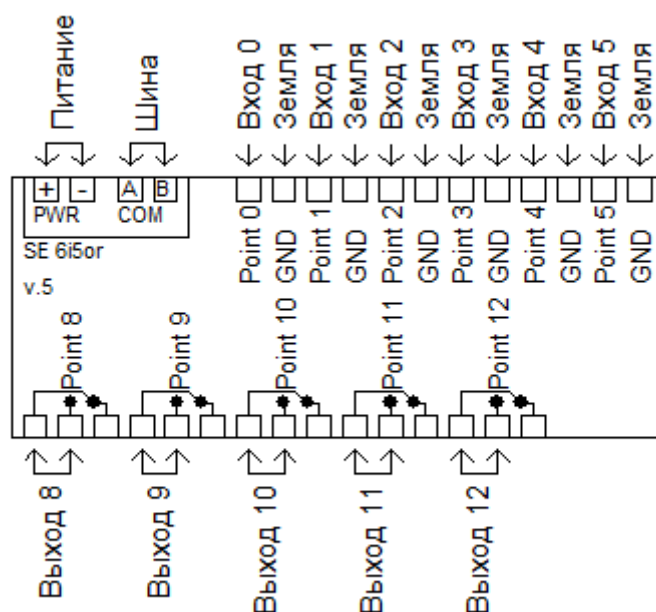 Питание
Шина
Вход 0
Земля
Вход 1
Земля
Вход 2
Земля
Вход 3
Земля
Вход 4
Земля
Вход 5
Земля
+ - A B
PWR COM
Point 0
GND
Point 1
GND
Point 2
GND
Point 3
GND
Point 4
GND
Point 5
GND
SE 6i5or
v.5
Point 8
Point 9
Point 10
Point 11
Point 12
Выход 8
Выход 9
Выход 10
Выход 11
Выход 12